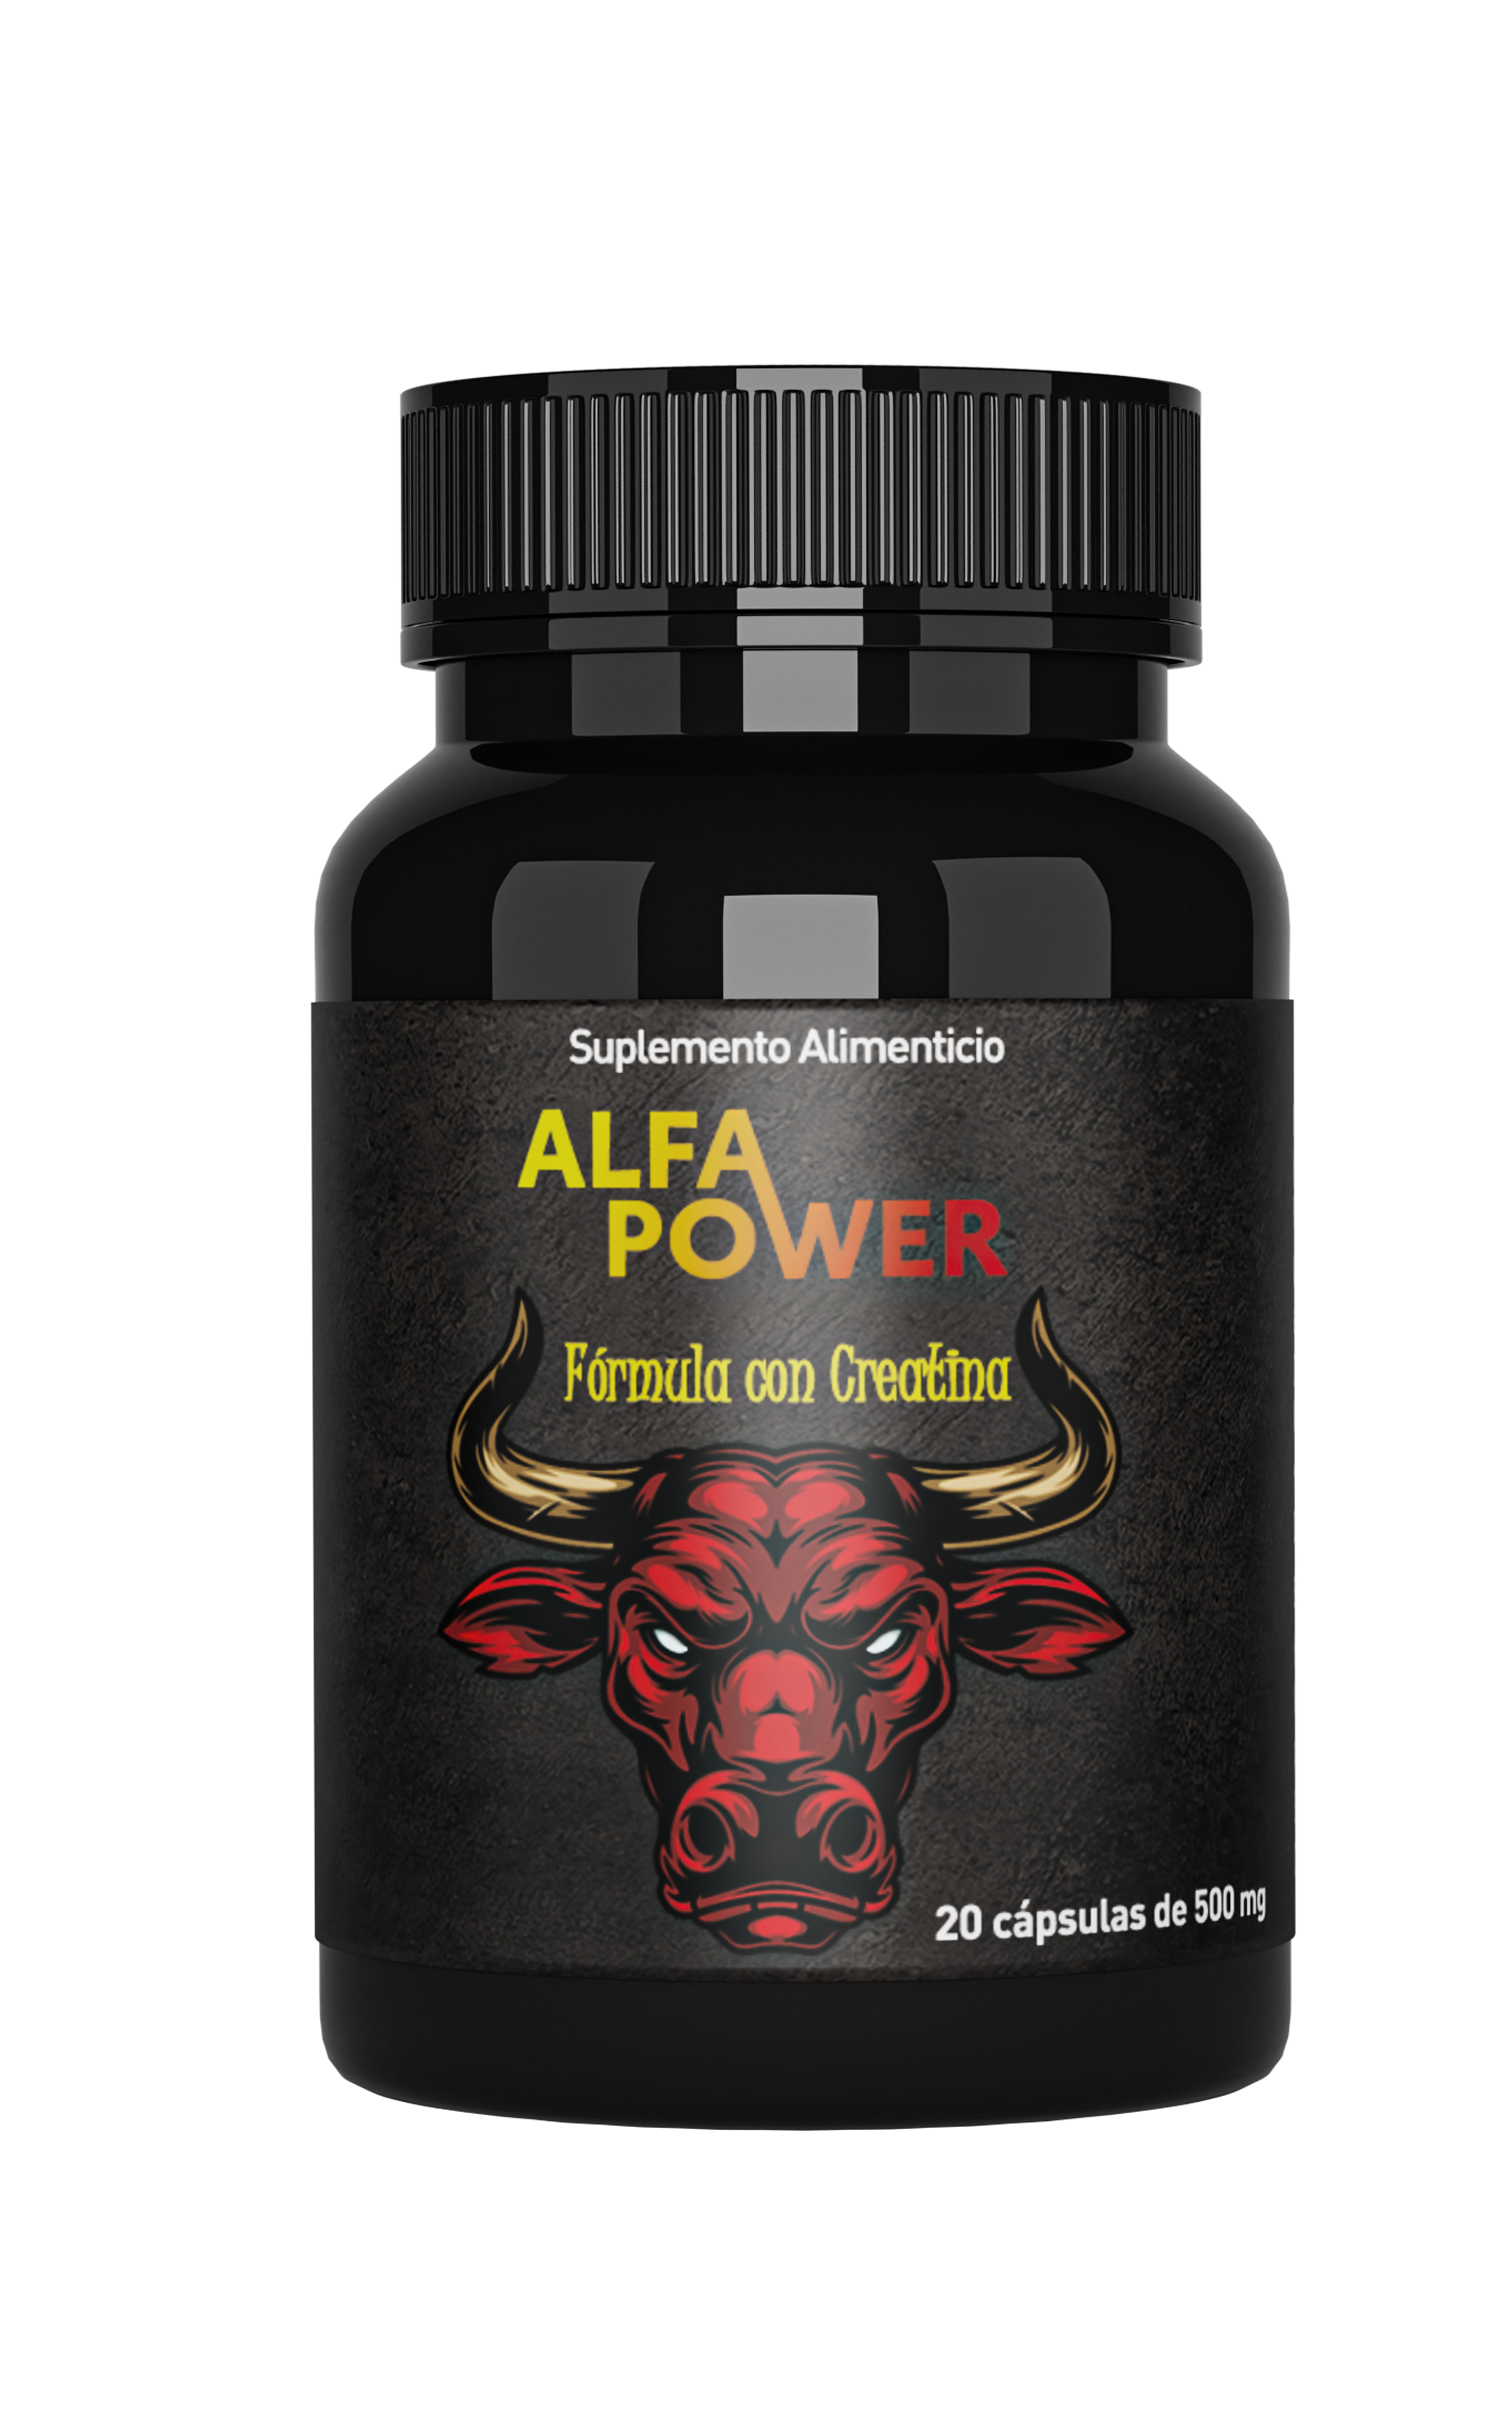 Suplemento Alimenticio
ALFA
POWER
Fórmula con Creatina
20 cápsulas de 500 mg